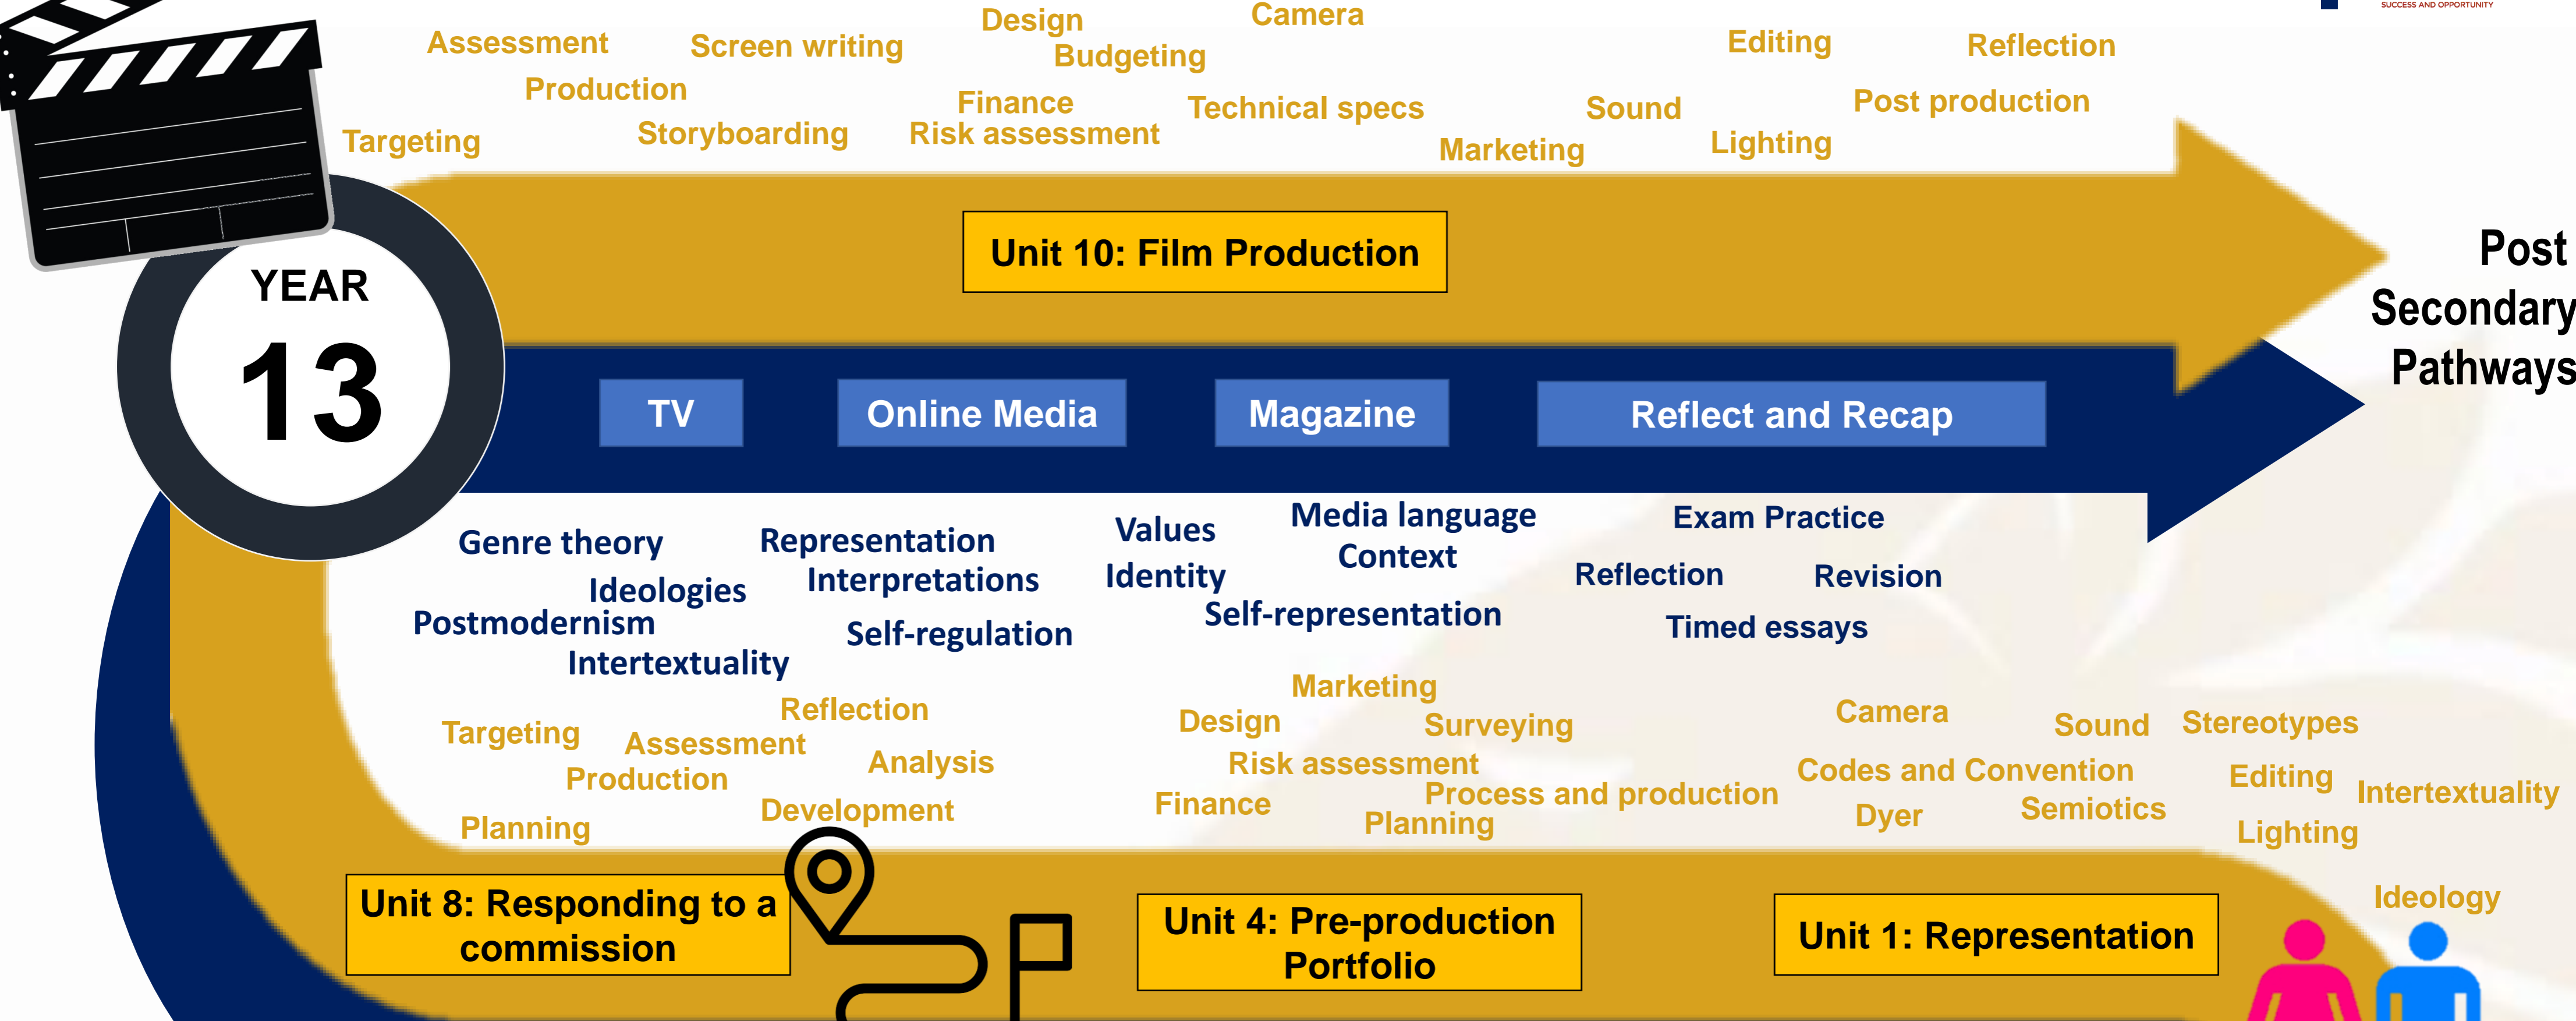 SUCCESS AND OPPORTUNITY
Design
Camera
Assessment
Screen writing
Budgeting
Editing
Reflection
Production
Finance
Technical specs
Sound
Post production
Targeting
Storyboarding
Risk assessment
Marketing
Lighting
Unit 10: Film Production
Post
Secondary
Pathways
YEAR
13
TV
Online Media
Magazine
Reflect and Recap
Genre theory
Ideologies
Postmodernism
Intertextuality
Representation
Interpretations
Self-regulation
Values
Identity
Media language
Context
Self-representation
Exam Practice
Reflection
Revision
Timed essays
Reflection
Targeting
Assessment
Analysis
Production
Development
Planning
Marketing
Design
Surveying
Risk assessment
Process and production
Finance
Planning
Camera
Sound
Stereotypes
Codes and Convention
Editing
Intertextuality
Dyer
Semiotics
Lighting
Ideology
Unit 8: Responding to a
commission
Unit 4: Pre-production
Portfolio
Unit 1: Representation